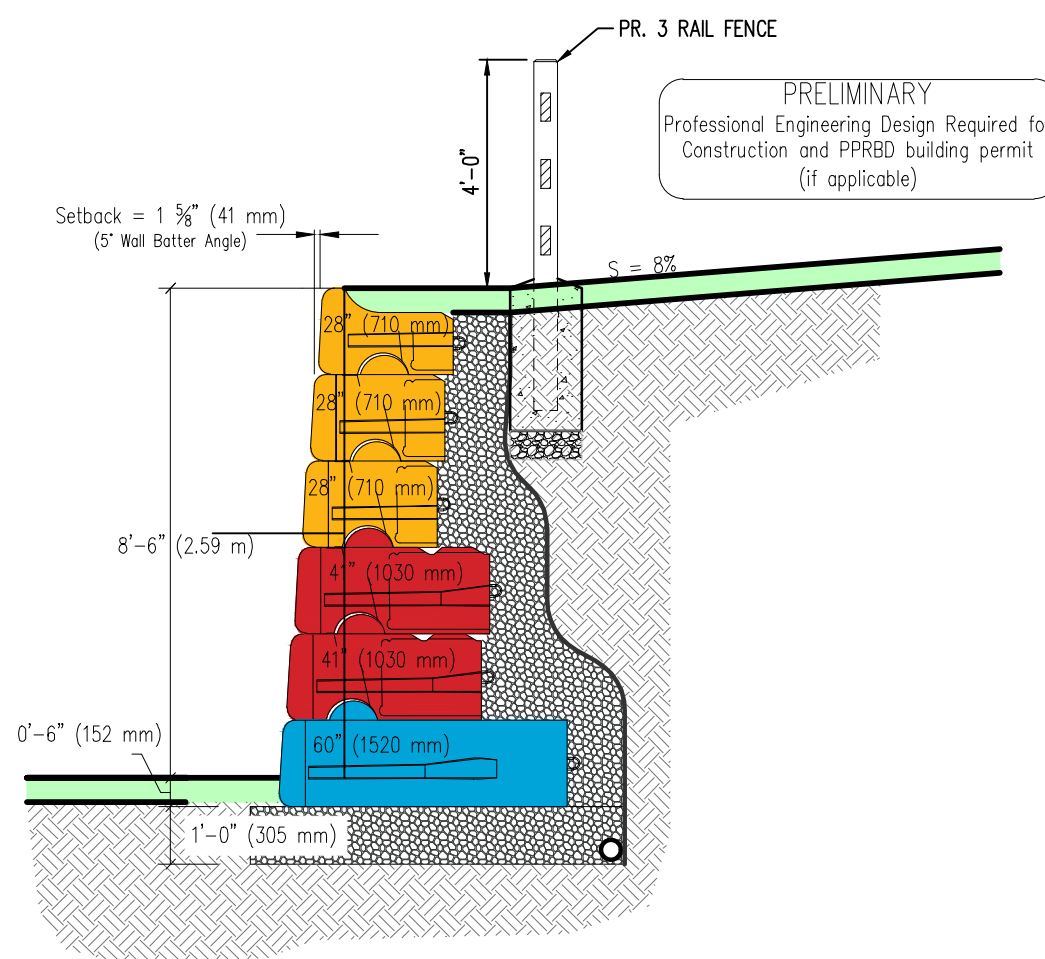 PR. 3 RAIL FENCE
PRELIMINARY
Professional Engineering Design Required fo
Construction and PPRBD building permit
(if applicable)
4'-0"
Setback = 1 ⅝" (41 mm)
(5° Wall Batter Angle)
S = 8%
28" (710 mm)
28" (710 mm)
28" (710 mm)
8'-6" (2.59 m)
41" (1030 mm)
41" (1030 mm)
0'-6" (152 mm)
60" (1520 mm)
1'-0" (305 mm)